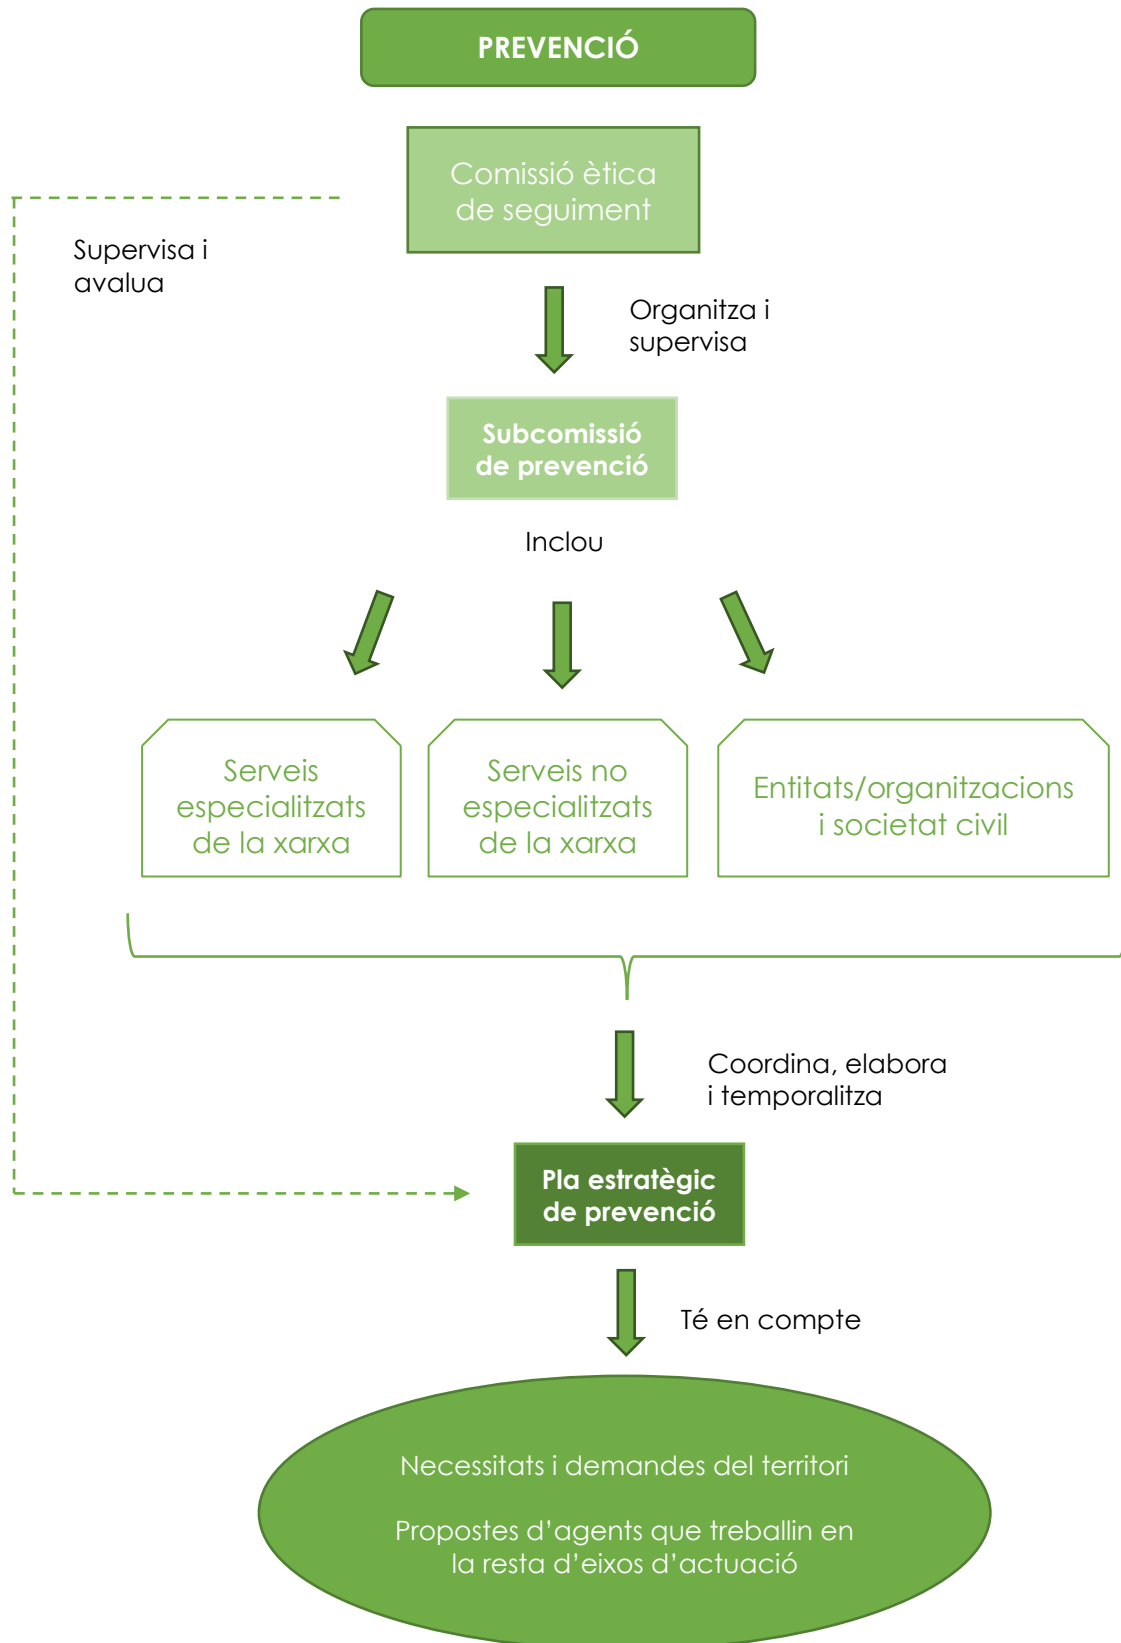 PREVENCIÓ
Comissió ètica
de seguiment
Supervisa i
avalua
Organitza i
supervisa
Subcomissió
de prevenció
Inclou
Serveis
especialitzats
de la xarxa
Serveis no
especialitzats
de la xarxa
Entitats/organitzacions
i societat civil
Coordina, elabora
i temporalitza
Pla estratègic
de prevenció
Té en compte
Necessitats i demandes del territori
Propostes d’agents que treballin en
la resta d’eixos d’actuació